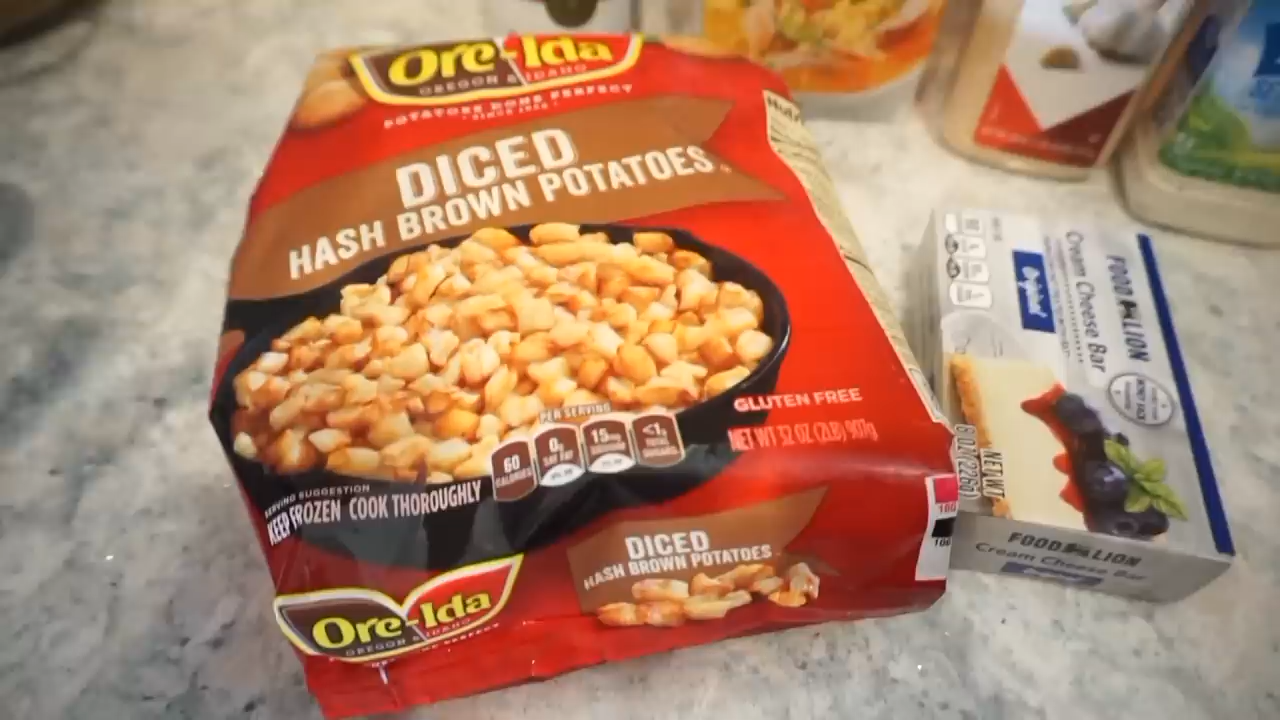 Ore-Ida
OREGON & IDAHO
POTATOES DONE PERFECT
DICED
HASH BROWN POTATOES
GLUTEN FREE
NET WT 32 OZ (2LB) 907g
PER SERVING
60
CALORIES
0g
SAT FAT
15mg
SODIUM
<1g
TOTAL
SUGARS
SERVING SUGGESTION
KEEP FROZEN COOK THOROUGHLY
DICED
HASH BROWN POTATOES
Ore-Ida
OREGON & IDAHO
FOOD LION
Cream Cheese Bar
Original
NET WT
8 OZ (226g)
FOOD LION
Cream Cheese Bar